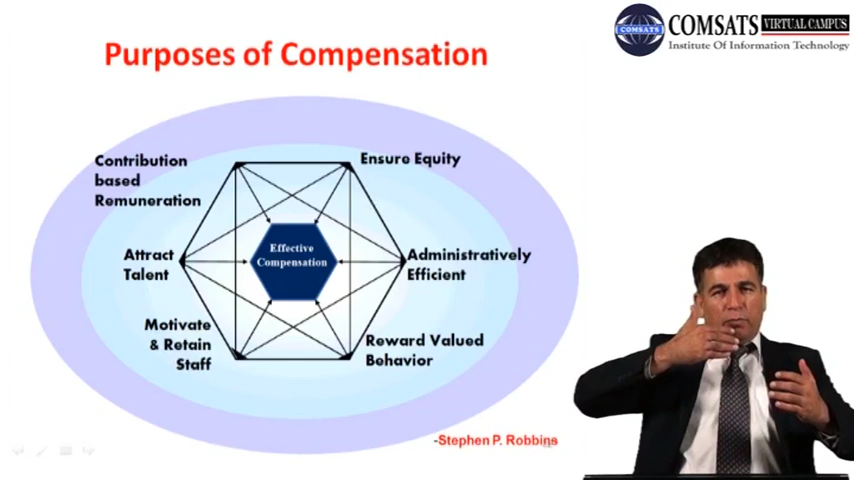 COMSATS
COMSATS VIRTUAL CAMPUS
Institute Of Information Technology
Purposes of Compensation
Contribution
based
Remuneration
Ensure Equity
Attract
Talent
Effective
Compensation
Administratively
Efficient
Motivate
& Retain
Staff
Reward Valued
Behavior
-Stephen P. Robbins